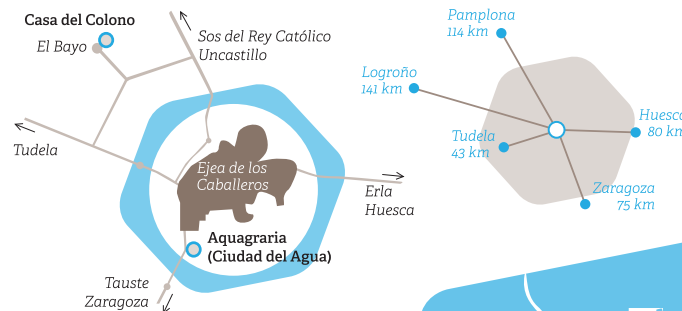 Casa del Colono
El Bayo
Sos del Rey Católico
Uncastillo
Tudela
Ejea de los
Caballeros
Erla
Huesca
Aquagraria
(Ciudad del Agua)
Tauste
Zaragoza
Pamplona
114 km
Logroño
141 km
Tudela
43 km
Huesca
80 km
Zaragoza
75 km